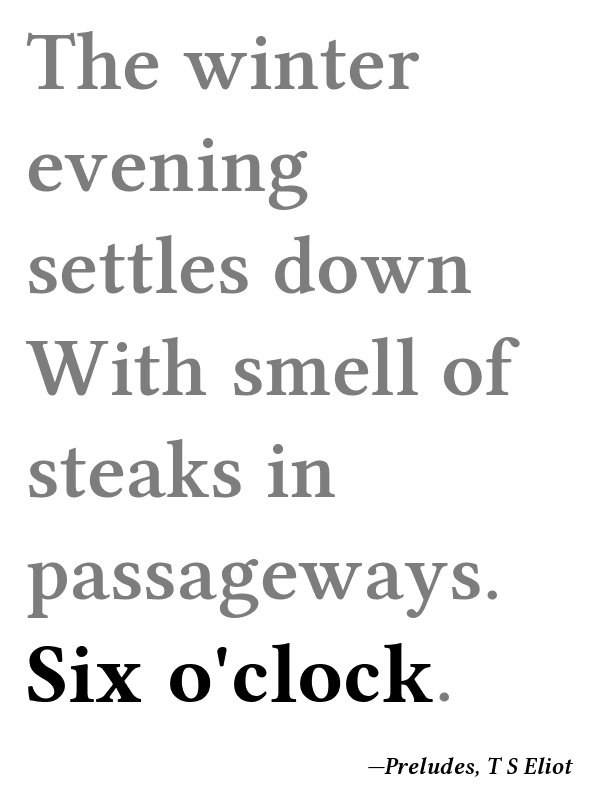 The winter
evening
settles down
With smell of
steaks in
passageways.
Six o'clock.
—Preludes, T S Eliot